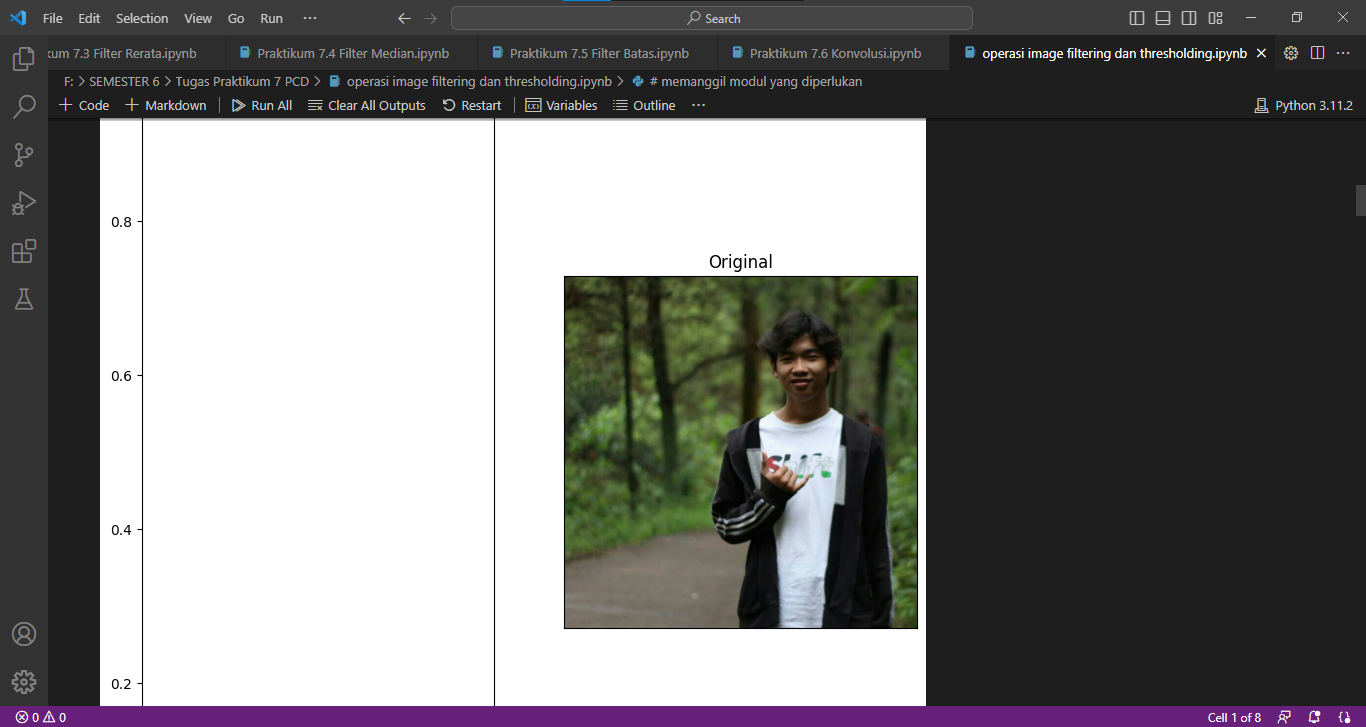 File Edit Selection View Go Run ··· Search
kum 7.3 Filter Rerata.ipynb Praktikum 7.4 Filter Median.ipynb Praktikum 7.5 Filter Batas.ipynb Praktikum 7.6 Konvolusi.ipynb operasi image filtering dan thresholding.ipynb
F: > SEMESTER 6 > Tugas Praktikum 7 PCD > operasi image filtering dan thresholding.ipynb > # memanggil modul yang diperlukan
+ Code + Markdown Run All Clear All Outputs Restart Variables Outline ··· Python 3.11.2
0.8
Original
0.6
Shift
0.4
0.2
0 0 Cell 1 of 8